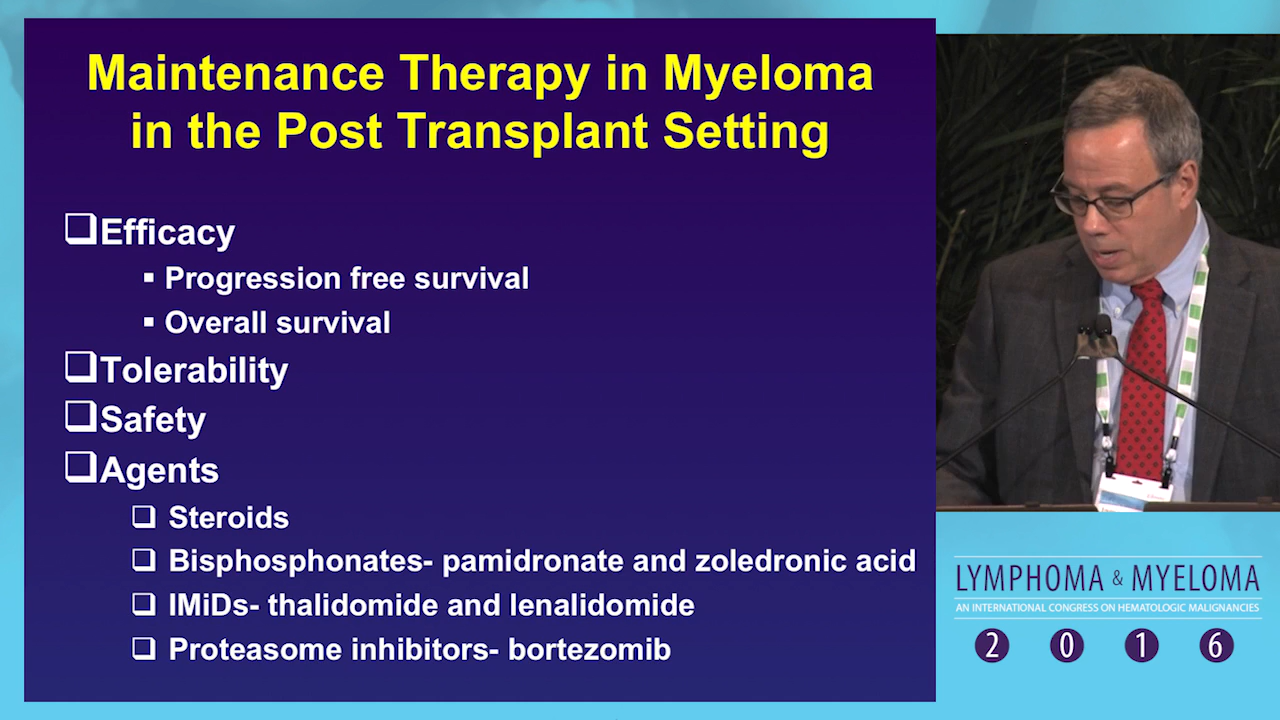 Maintenance Therapy in Myeloma
in the Post Transplant Setting
❑Efficacy
▪ Progression free survival
▪ Overall survival
❑Tolerability
❑Safety
❑Agents
❑ Steroids
❑ Bisphosphonates- pamidronate and zoledronic acid
❑ IMiDs- thalidomide and lenalidomide
❑ Proteasome inhibitors- bortezomib
LYMPHOMA & MYELOMA
AN INTERNATIONAL CONGRESS ON HEMATOLOGIC MALIGNANCIES
2 0 1 6